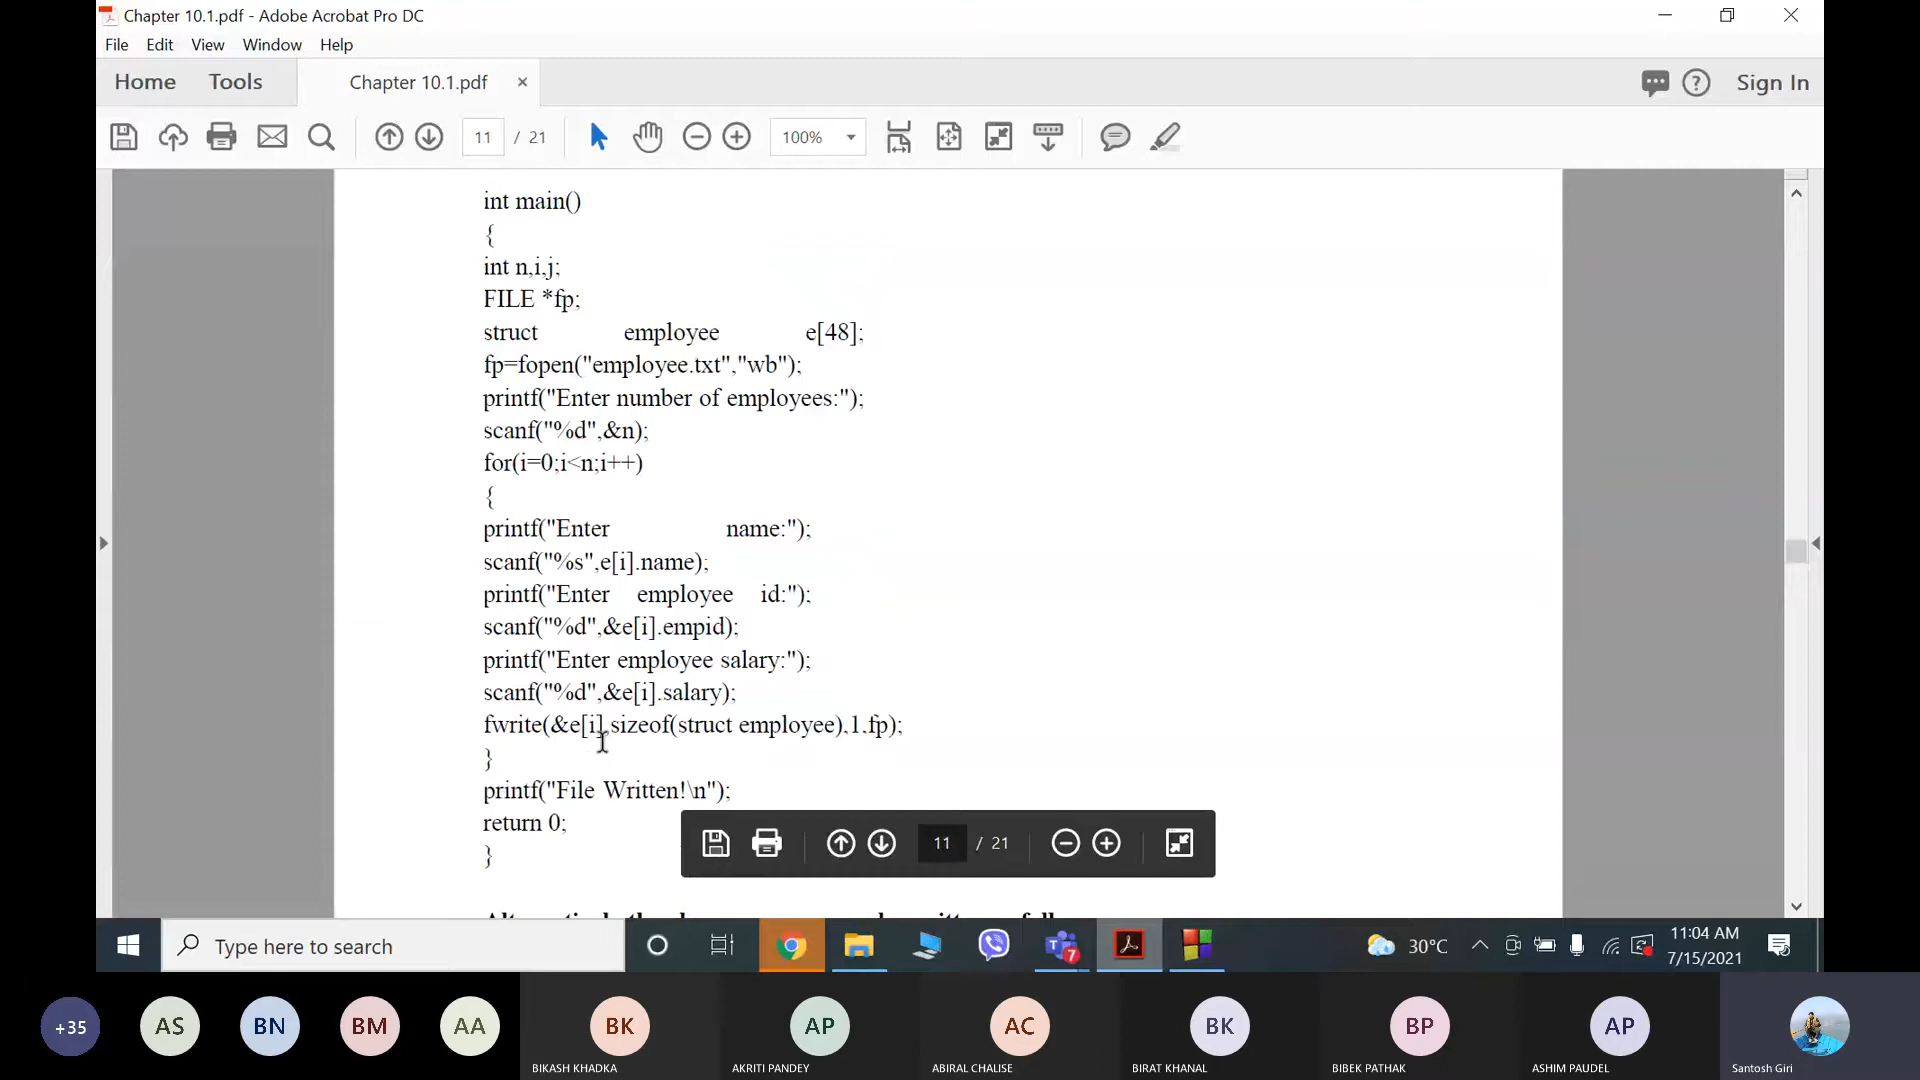 Chapter 10.1.pdf - Adobe Acrobat Pro DC
File Edit View Window Help
Home Tools Chapter 10.1.pdf × Sign In
11 / 21 100%
int main()
{
int n,i,j;
FILE *fp;
struct employee e[48];
fp=fopen("employee.txt","wb");
printf("Enter number of employees:");
scanf("%d",&n);
for(i=0;i<n;i++)
{
printf("Enter name:");
scanf("%s",e[i].name);
printf("Enter employee id:");
scanf("%d",&e[i].empid);
printf("Enter employee salary:");
scanf("%d",&e[i].salary);
fwrite(&e[i],sizeof(struct employee),1,fp);
}
printf("File Written!\n");
return 0;
}
11 / 21
Type here to search
7
30°C
11:04 AM
7/15/2021
+35 AS BN BM AA BK AP AC BK BP AP
BIKASH KHADKA AKRITI PANDEY ABIRAL CHALISE BIRAT KHANAL BIBEK PATHAK ASHIM PAUDEL Santosh Giri